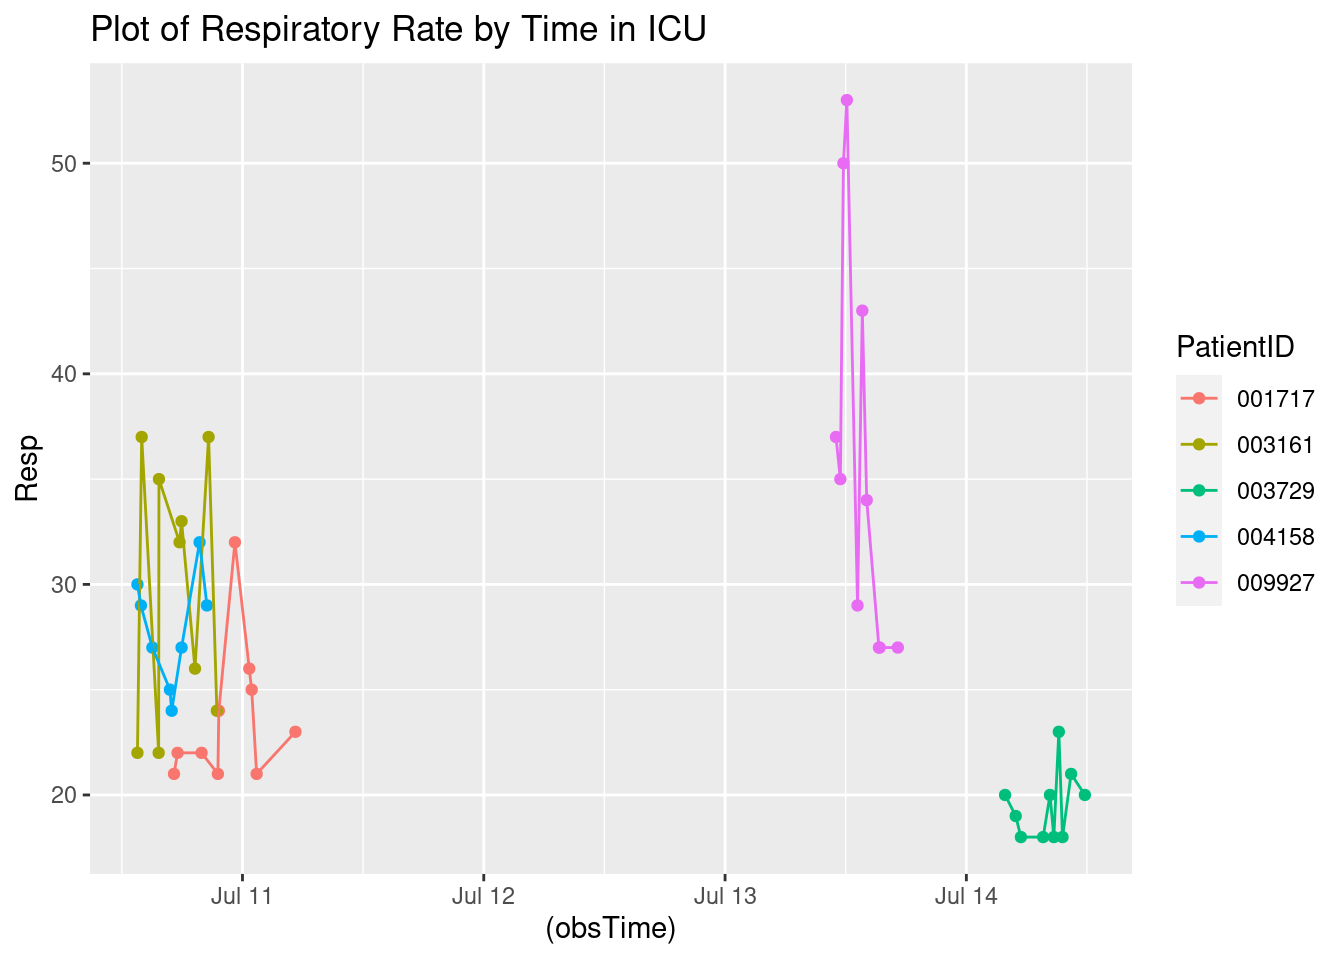 Plot of Respiratory Rate by Time in ICU
50
40
30
20
Resp
Jul 11
Jul 12
Jul 13
Jul 14
(obsTime)
PatientID
001717
003161
003729
004158
009927